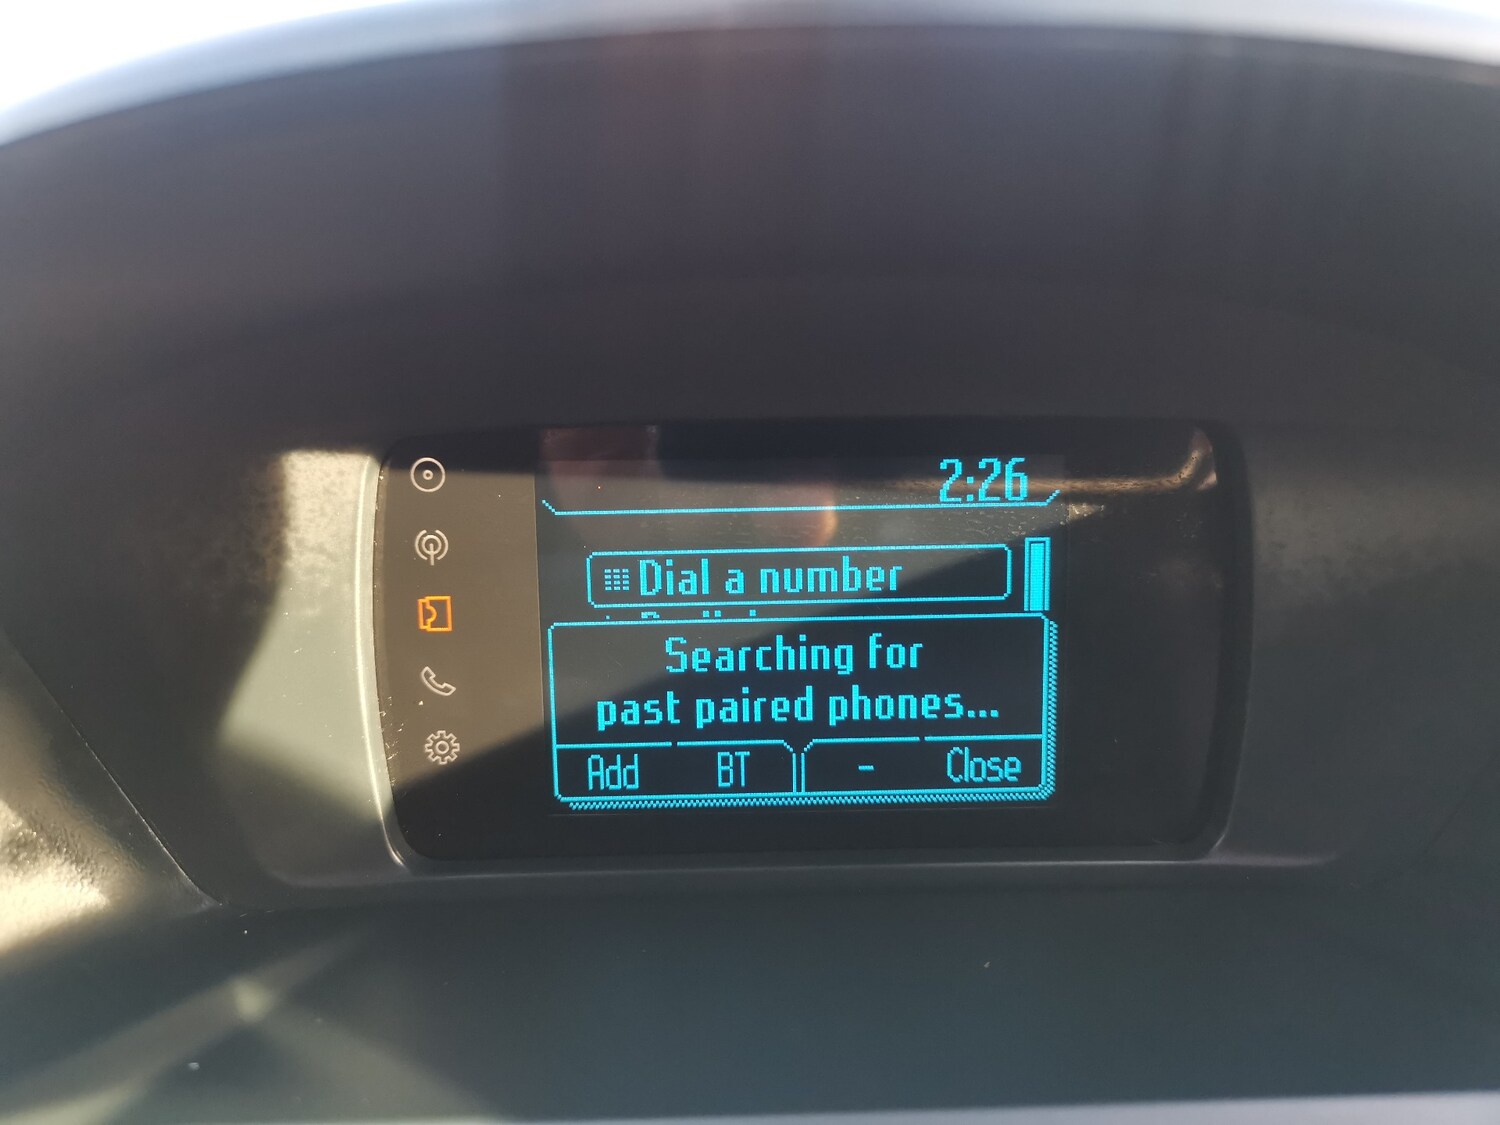 2:26
Dial a number
Searching for
past paired phones...
Add BT - Close